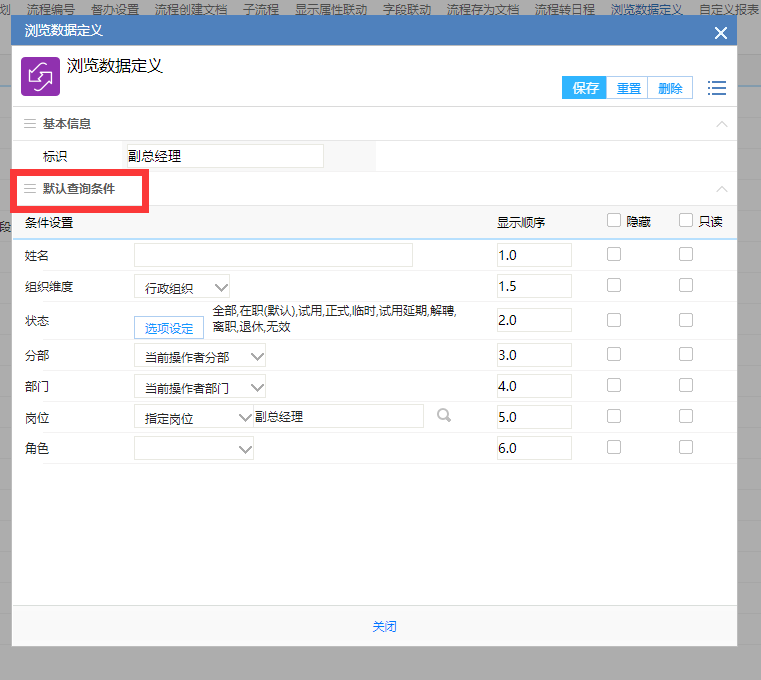 划 流程编号 督办设置 流程创建文档 子流程 显示属性联动 字段联动 流程存为文档 流程转日程 浏览数据定义 自定义报表
浏览数据定义
浏览数据定义
保存 重置 删除
基本信息
标识 副总经理
默认查询条件
段
条件设置 显示顺序 隐藏 只读
姓名 1.0
组织维度 行政组织 1.5
状态 选项设定 全部,在职(默认),试用,正式,临时,试用延期,解聘,
离职,退休,无效 2.0
分部 当前操作者分部 3.0
部门 当前操作者部门 4.0
岗位 指定岗位 副总经理 5.0
角色 6.0
关闭